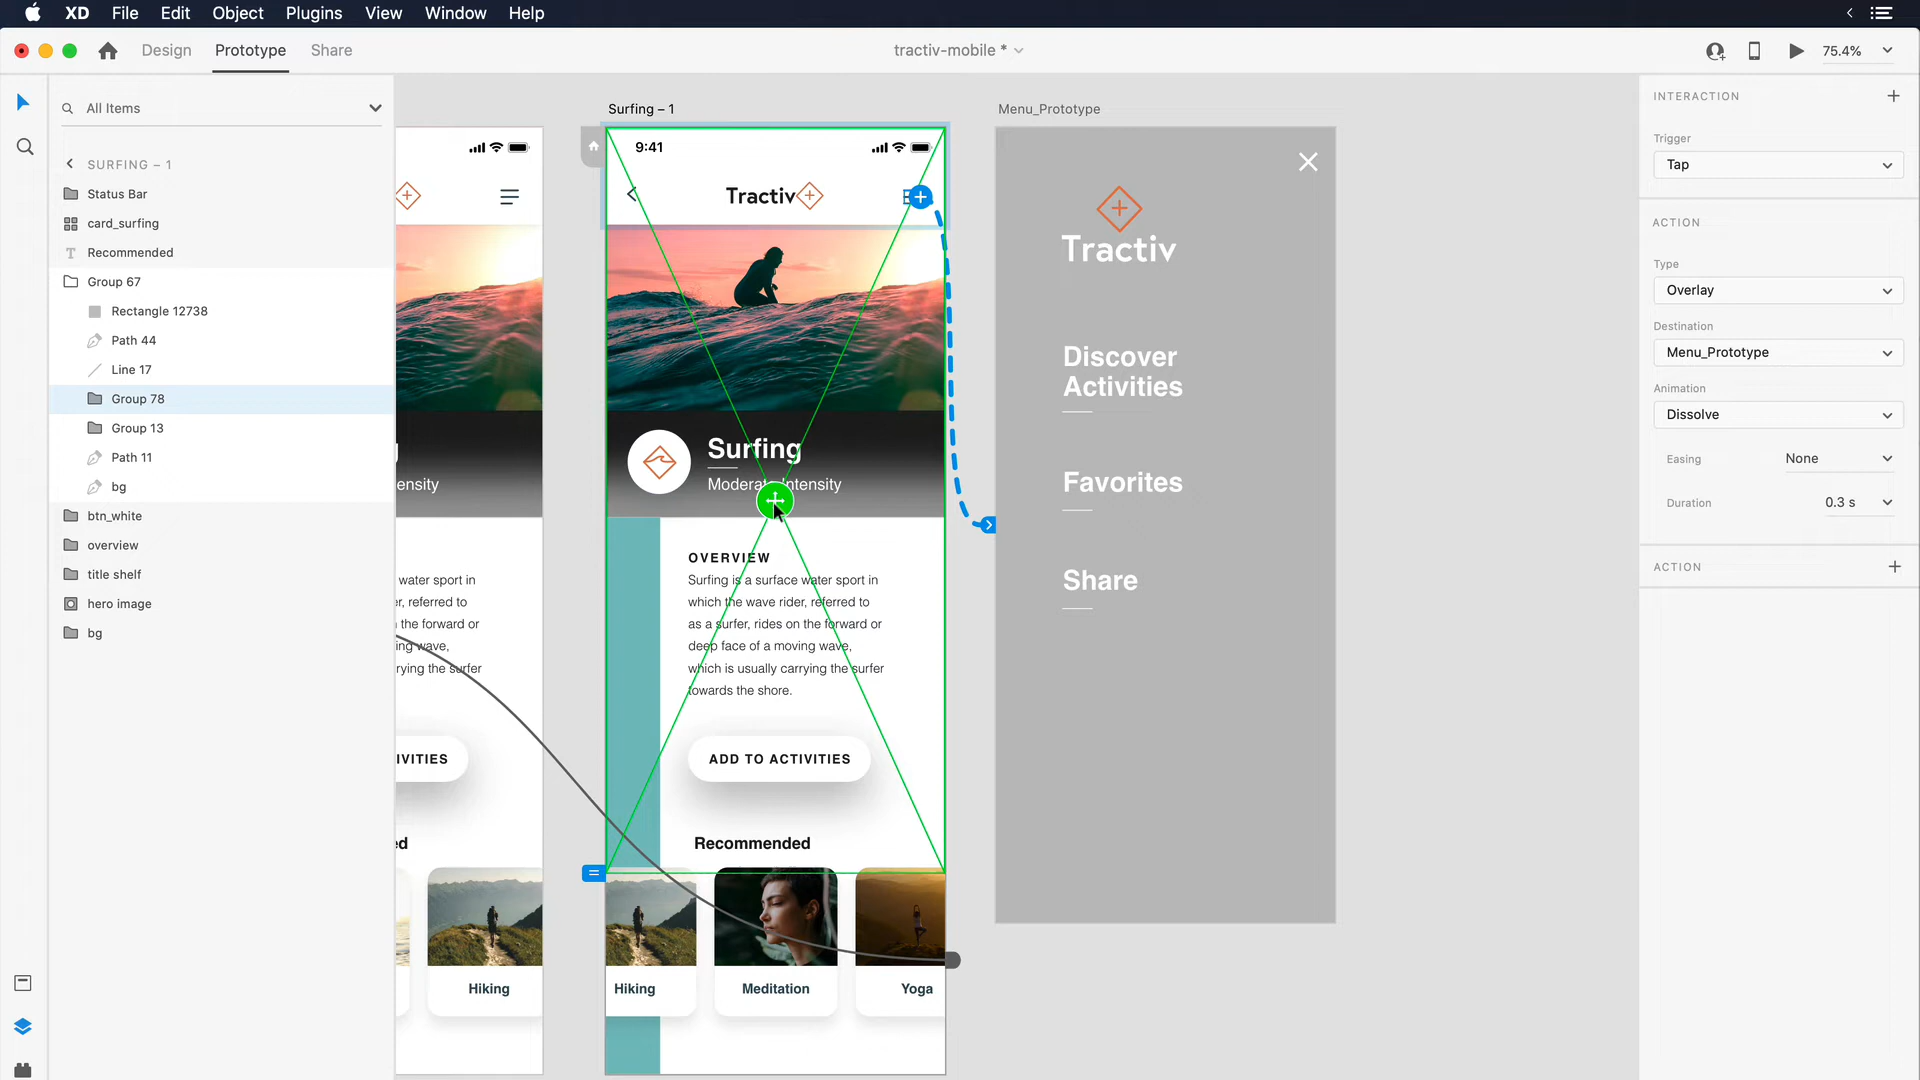 XD File Edit Object Plugins View Window Help
Design Prototype Share
tractiv-mobile *
75.4%
All Items
SURFING – 1
Status Bar
card_surfing
Recommended
Group 67
Rectangle 12738
Path 44
Line 17
Group 78
Group 13
Path 11
bg
btn_white
overview
title shelf
hero image
bg
ensity
water sport in
er, referred to
the forward or
ing wave,
rying the surfer
IVITIES
ed
Hiking
Surfing – 1
9:41
Tractiv
Surfing
Moderate Intensity
OVERVIEW
Surfing is a surface water sport in
which the wave rider, referred to
as a surfer, rides on the forward or
deep face of a moving wave,
which is usually carrying the surfer
towards the shore.
ADD TO ACTIVITIES
Recommended
Hiking
Meditation
Yoga
Menu_Prototype
Tractiv
Discover
Activities
Favorites
Share
INTERACTION
Trigger
Tap
ACTION
Type
Overlay
Destination
Menu_Prototype
Animation
Dissolve
Easing
None
Duration
0.3 s
ACTION